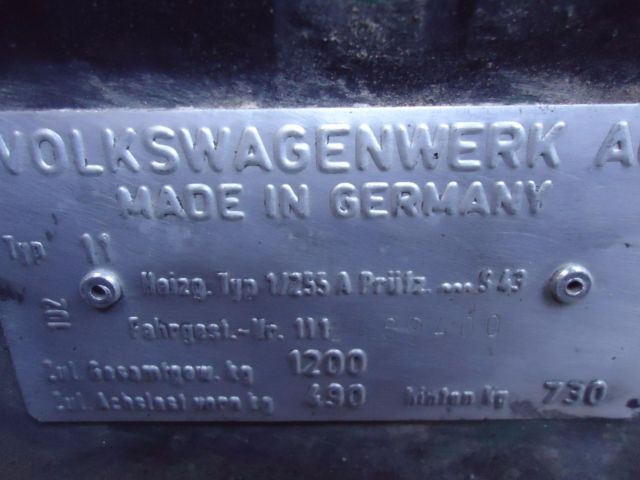 VOLKSWAGENWERK A
MADE IN GERMANY
Typ 11
Heizg. Typ 1/255 A Prüfz. ... S 43
Fahrgest.-Nr. 111
Zul. Gesamtgew. kg 1200
Zul. Achslast vorn kg 490 hinten kg 730